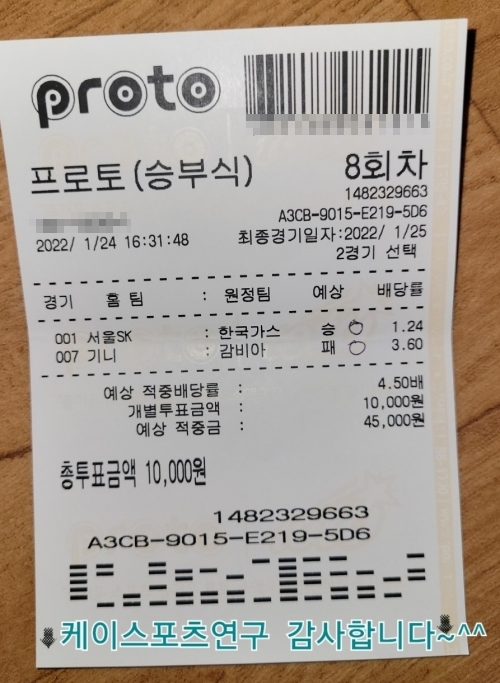 proto
프로토(승부식) 8회차
1482329663
A3CB-9015-E219-5D6
2022/ 1/24 16:31:48 최종경기일자:2022/ 1/25
2경기 선택
경기 홈 팀 : 원정팀 예상 배당률
001 서울SK : 한국가스 승 1.24
007 기니 : 감비아 패 3.60
예상 적중배당률 : 4.50배
개별투표금액 : 10,000원
예상 적중금 : 45,000원
총투표금액 10,000원
1482329663
A3CB-9015-E219-5D6
케이스포츠연구 감사합니다~^^